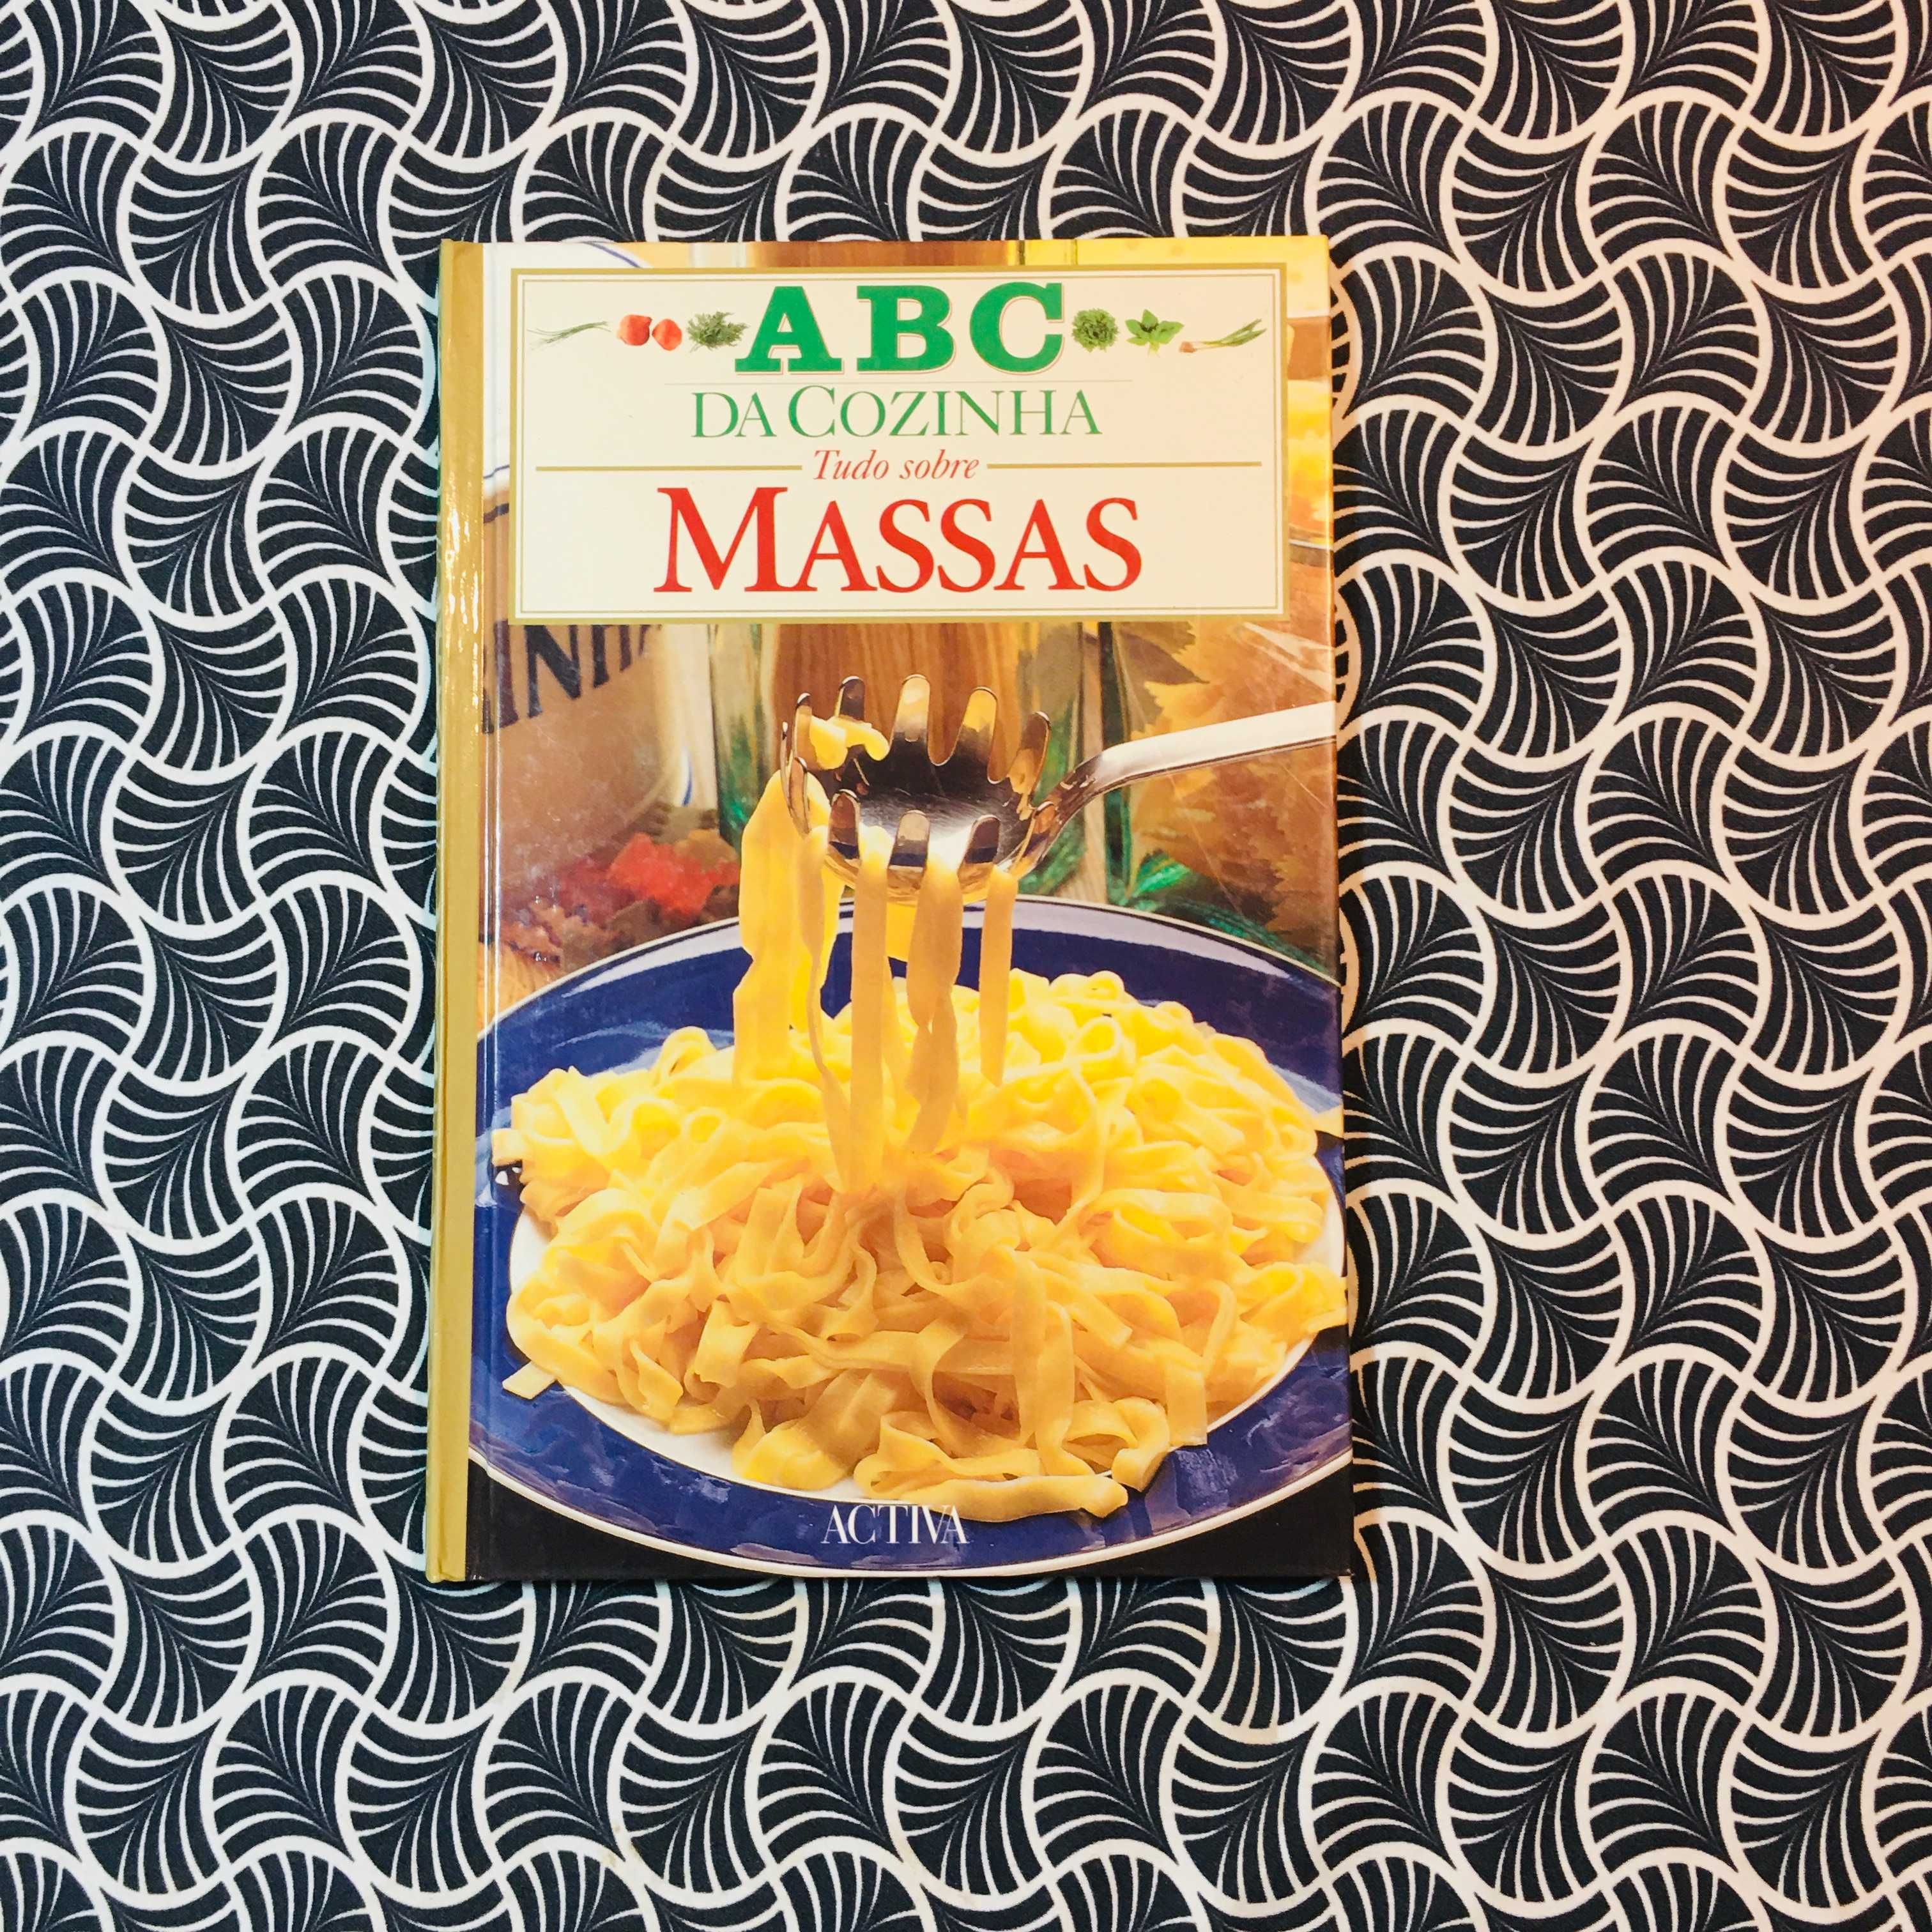 ABC
DA COZINHA
Tudo sobre
MASSAS
ACTIVA